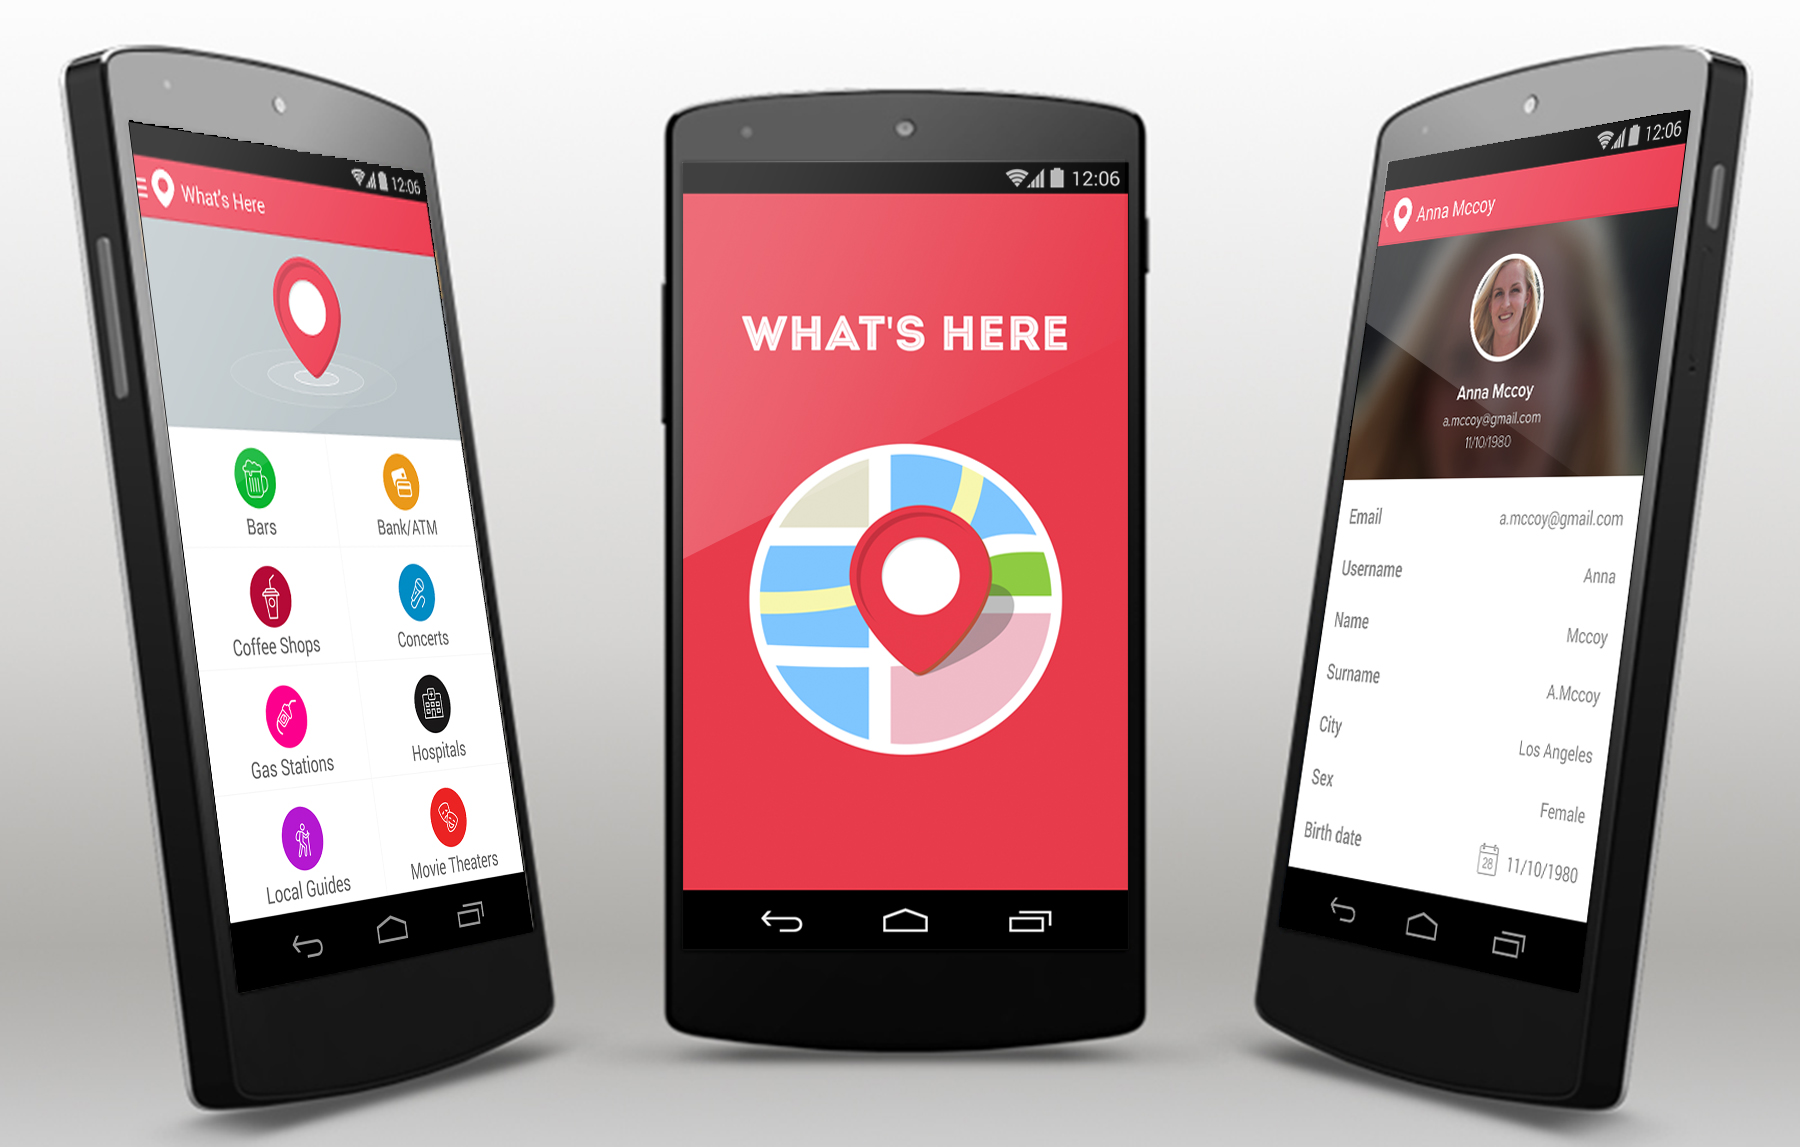 12:06
What's Here
Bars
Bank/ATM
Coffee Shops
Concerts
Gas Stations
Hospitals
Local Guides
Movie Theaters
12:06
WHAT'S HERE
12:06
Anna Mccoy
Anna Mccoy
a.mccoy@gmail.com
11/10/1980
Email a.mccoy@gmail.com
Username Anna
Name Mccoy
Surname A.Mccoy
City Los Angeles
Sex Female
Birth date 28 11/10/1980